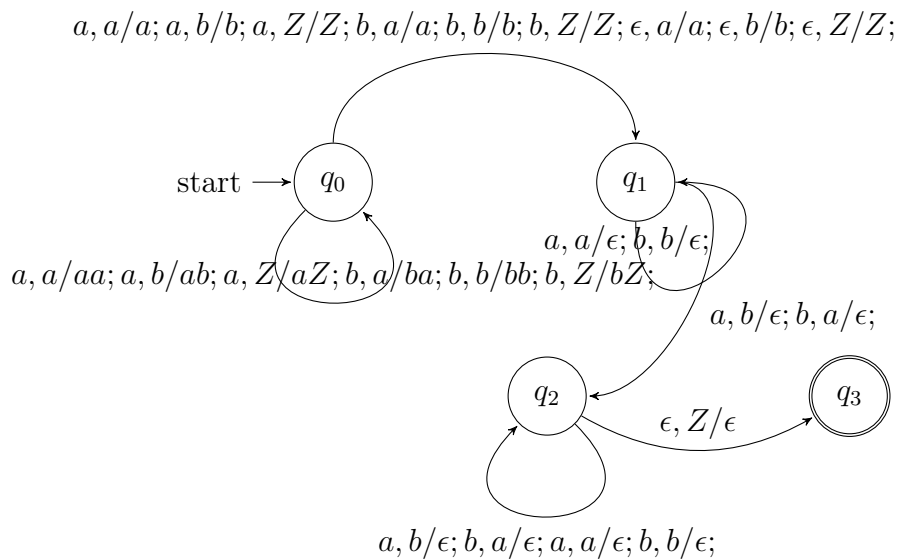 a, a/a; a, b/b; a, Z/Z; b, a/a; b, b/b; b, Z/Z; ϵ, a/a; ϵ, b/b; ϵ, Z/Z;
start
q₀
q₁
a, a/ϵ; b, b/ϵ;
a, a/aa; a, b/ab; a, Z/aZ; b, a/ba; b, b/bb; b, Z/bZ;
a, b/ϵ; b, a/ϵ;
q₂
q₃
ϵ, Z/ϵ
a, b/ϵ; b, a/ϵ; a, a/ϵ; b, b/ϵ;